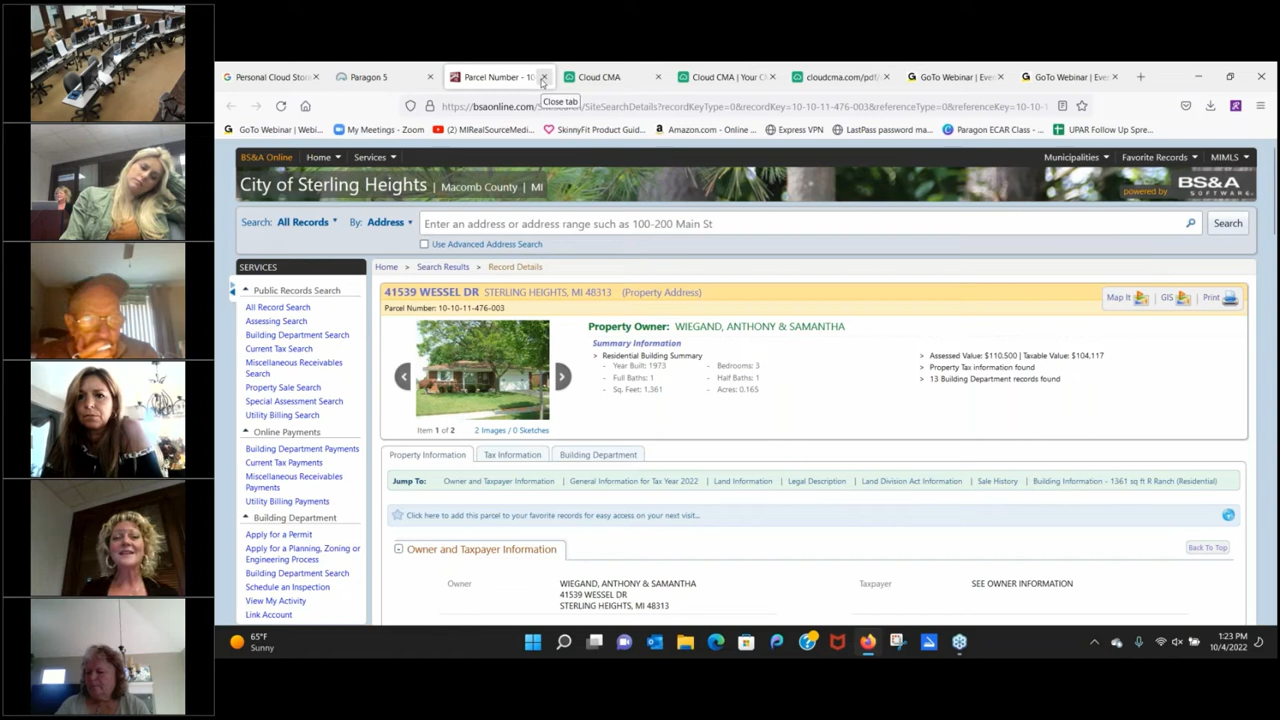 Personal Cloud Stor
Paragon 5
Parcel Number - 10
Cloud CMA
Cloud CMA | Your C
cloudcma.com/pdf/
GoTo Webinar | Eve
GoTo Webinar | Eve
Close tab
recordKeyType=0&recordKey=10-10-11-476-003&referenceType=0&referenceKey=10-10-1
GoTo Webinar | Webi...
My Meetings - Zoom
(2) MIRealSourceMedi...
SkinnyFit Product Guid...
Amazon.com - Online ...
Express VPN
LastPass password ma...
Paragon ECAR Class - ...
UPAR Follow Up Spre...
BS&A Online
Home
Services
Municipalities
Favorite Records
MIMLS
City of Sterling Heights | Macomb County | MI
powered by BS&A SOFTWARE
Search: All Records By: Address
Enter an address or address range such as 100-200 Main St
Search
Use Advanced Address Search
SERVICES
Public Records Search
All Record Search
Assessing Search
Building Department Search
Current Tax Search
Miscellaneous Receivables
Search
Property Sale Search
Special Assessment Search
Utility Billing Search
Online Payments
Building Department Payments
Current Tax Payments
Miscellaneous Receivables
Payments
Utility Billing Payments
Building Department
Apply for a Permit
Apply for a Planning, Zoning or
Engineering Process
Building Department Search
Schedule an Inspection
View My Activity
Link Account
Home > Search Results > Record Details
41539 WESSEL DR STERLING HEIGHTS, MI 48313 (Property Address)
Parcel Number: 10-10-11-476-003
Map It | GIS | Print
Property Owner: WIEGAND, ANTHONY & SAMANTHA
Summary Information
> Residential Building Summary
Year Built: 1973
Bedrooms: 3
Full Baths: 1
Half Baths: 1
Sq. Feet: 1,361
Acres: 0.165
> Assessed Value: $110,500 | Taxable Value: $104,117
> Property Tax information found
> 13 Building Department records found
Item 1 of 2
2 Images / 0 Sketches
Property Information
Tax Information
Building Department
Jump To: Owner and Taxpayer Information | General Information for Tax Year 2022 | Land Information | Legal Description | Land Division Act Information | Sale History | Building Information - 1361 sq ft R Ranch (Residential)
Click here to add this parcel to your favorite records for easy access on your next visit...
Owner and Taxpayer Information
Back To Top
Owner
WIEGAND, ANTHONY & SAMANTHA
41539 WESSEL DR
STERLING HEIGHTS, MI 48313
Taxpayer
SEE OWNER INFORMATION
65°F
Sunny
1:23 PM
10/4/2022